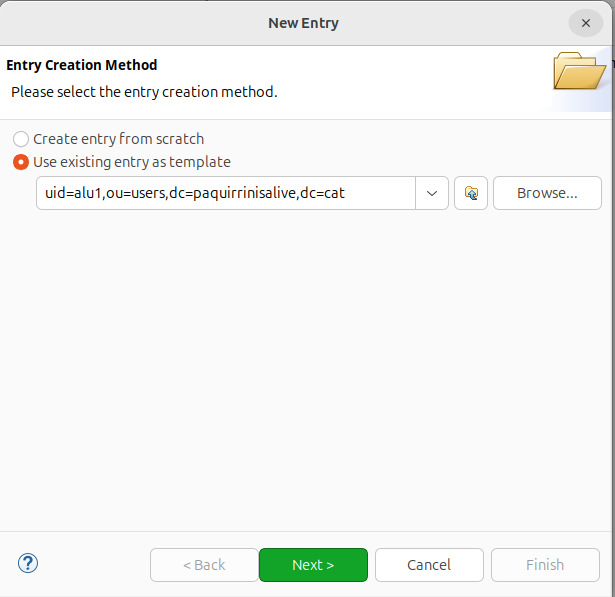 New Entry
Entry Creation Method
Please select the entry creation method.
Create entry from scratch
Use existing entry as template
uid=alu1,ou=users,dc=paquirrinisalive,dc=cat
Browse...
?
< Back
Next >
Cancel
Finish